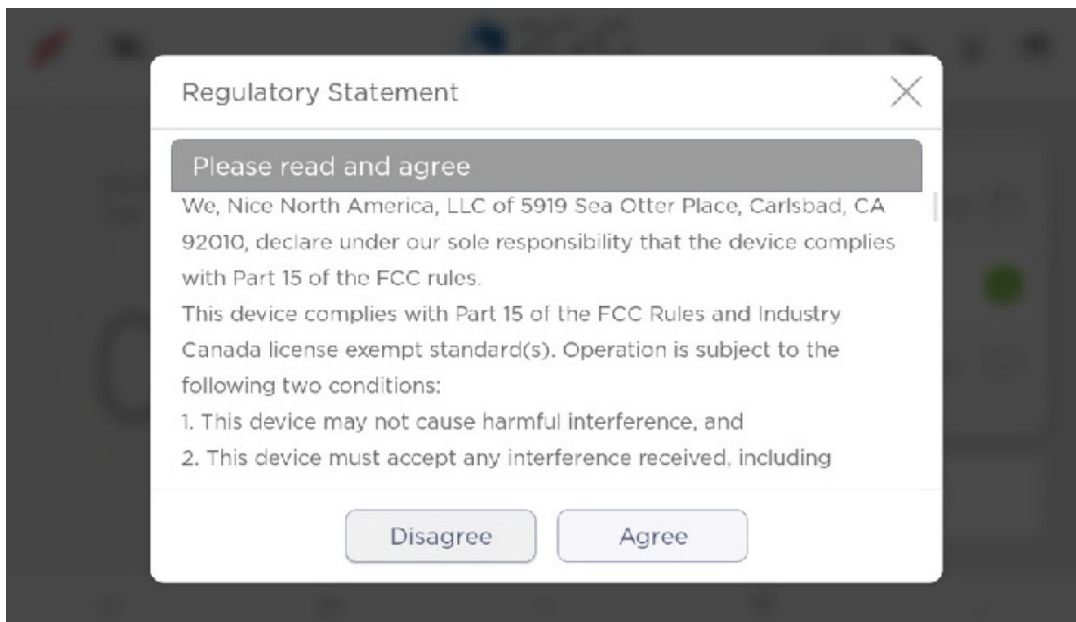 Regulatory Statement
Please read and agree
We, Nice North America, LLC of 5919 Sea Otter Place, Carlsbad, CA
92010, declare under our sole responsibility that the device complies
with Part 15 of the FCC rules.
This device complies with Part 15 of the FCC Rules and Industry
Canada license exempt standard(s). Operation is subject to the
following two conditions:
1. This device may not cause harmful interference, and
2. This device must accept any interference received, including
Disagree
Agree